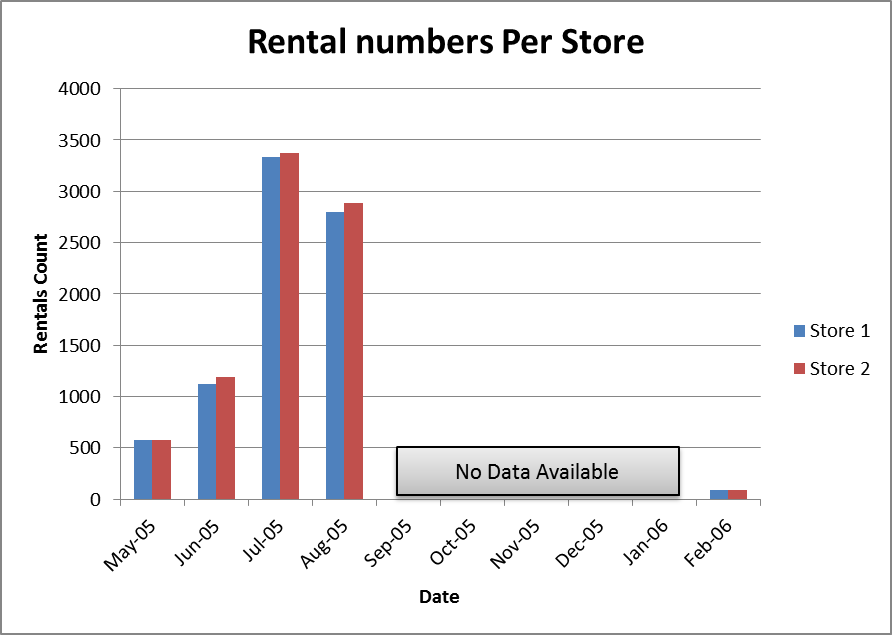 Rental numbers Per Store
4000
3500
3000
2500
2000
1500
1000
500
0
Rentals Count
No Data Available
May-05
Jun-05
Jul-05
Aug-05
Sep-05
Oct-05
Nov-05
Dec-05
Jan-06
Feb-06
Date
Store 1
Store 2